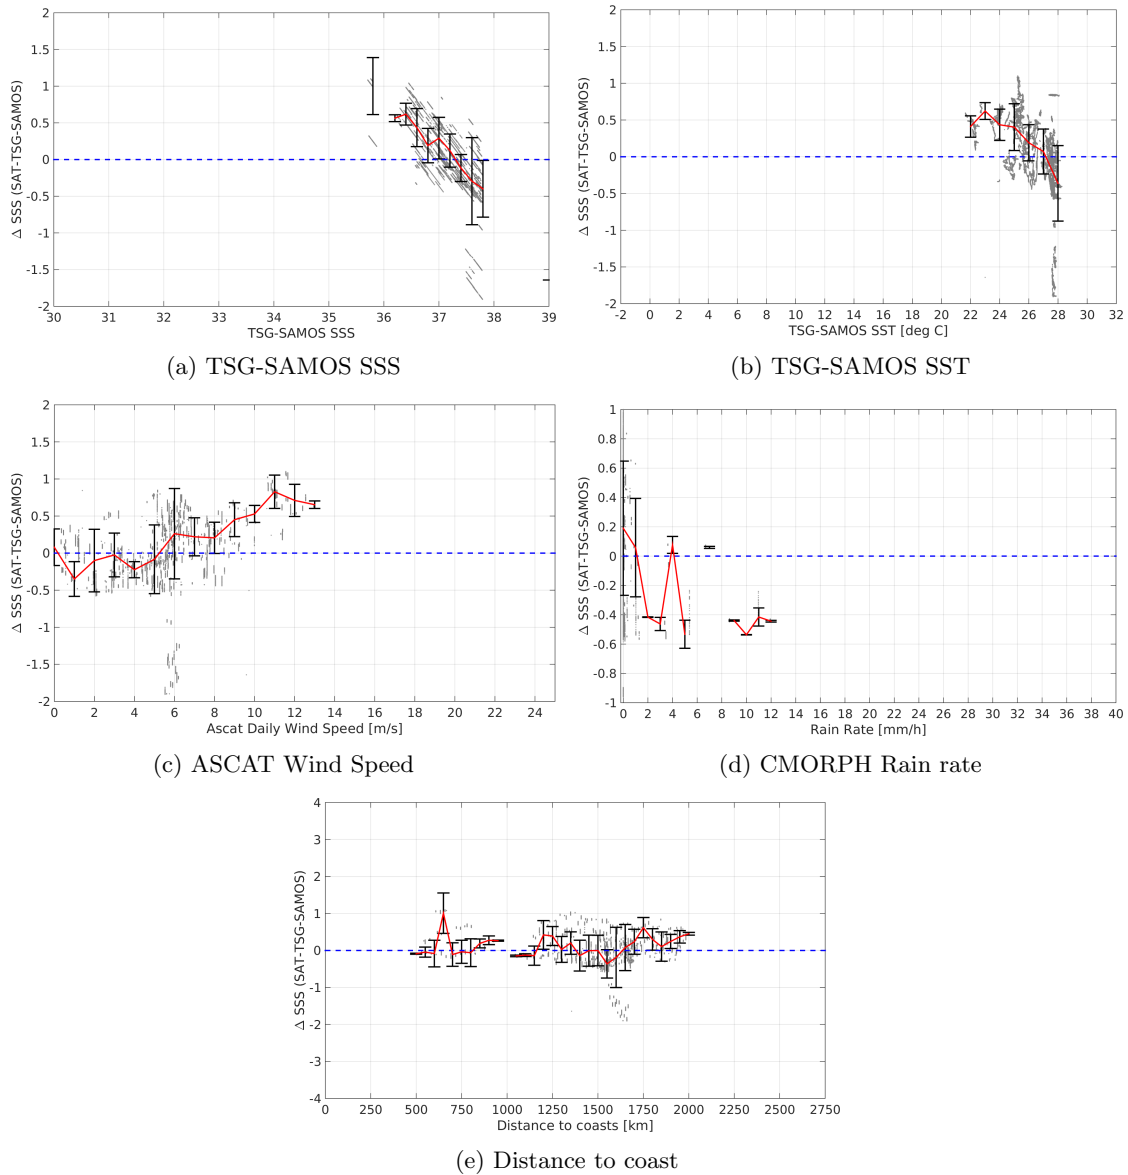 2
1.5
1
0.5
0
-0.5
-1
-1.5
-2
Δ SSS (SAT-TSG-SAMOS)
30 31 32 33 34 35 36 37 38 39
TSG-SAMOS SSS
(a) TSG-SAMOS SSS
2
1.5
1
0.5
0
-0.5
-1
-1.5
-2
Δ SSS (SAT-TSG-SAMOS)
-2 0 2 4 6 8 10 12 14 16 18 20 22 24 26 28 30 32
TSG-SAMOS SST [deg C]
(b) TSG-SAMOS SST
2
1.5
1
0.5
0
-0.5
-1
-1.5
-2
Δ SSS (SAT-TSG-SAMOS)
0 2 4 6 8 10 12 14 16 18 20 22 24
Ascat Daily Wind Speed [m/s]
(c) ASCAT Wind Speed
1
0.8
0.6
0.4
0.2
0
-0.2
-0.4
-0.6
-0.8
-1
Δ SSS (SAT-TSG-SAMOS)
0 2 4 6 8 10 12 14 16 18 20 22 24 26 28 30 32 34 36 38 40
Rain Rate [mm/h]
(d) CMORPH Rain rate
4
3
2
1
0
-1
-2
-3
-4
Δ SSS (SAT-TSG-SAMOS)
0 250 500 750 1000 1250 1500 1750 2000 2250 2500 2750
Distance to coasts [km]
(e) Distance to coast